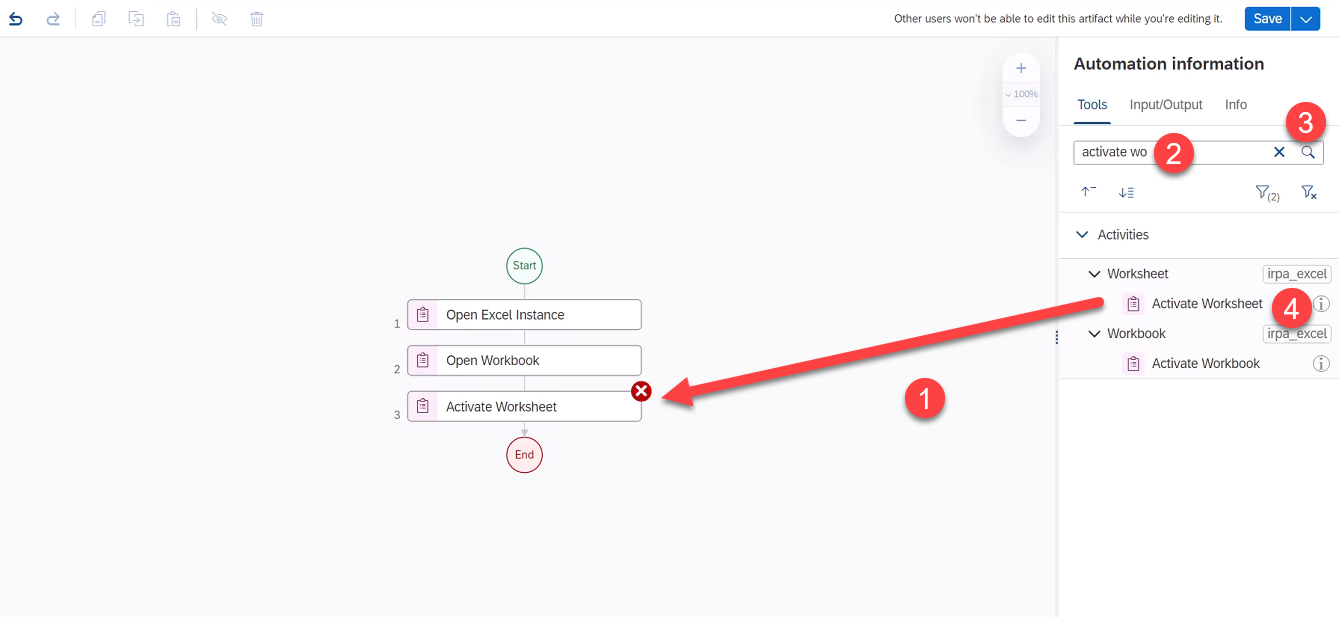 Other users won't be able to edit this artifact while you're editing it.
Save
100%
Start
1
Open Excel Instance
2
Open Workbook
3
Activate Worksheet
End
1
Automation information
Tools Input/Output Info
3
activate wo
2
(2)
Activities
Worksheet irpa_excel
Activate Worksheet
4
Workbook irpa_excel
Activate Workbook